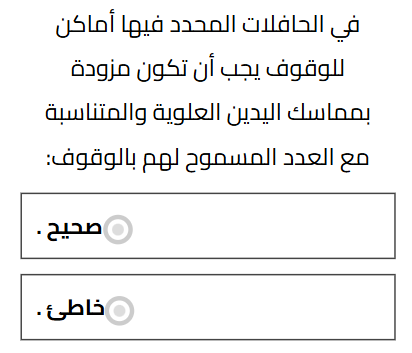 في الحافلات المحدد فيها أماكن
للوقوف يجب أن تكون مزودة
بمماسك اليدين العلوية والمتناسبة
مع العدد المسموح لهم بالوقوف:
صحيح .
خاطئ .